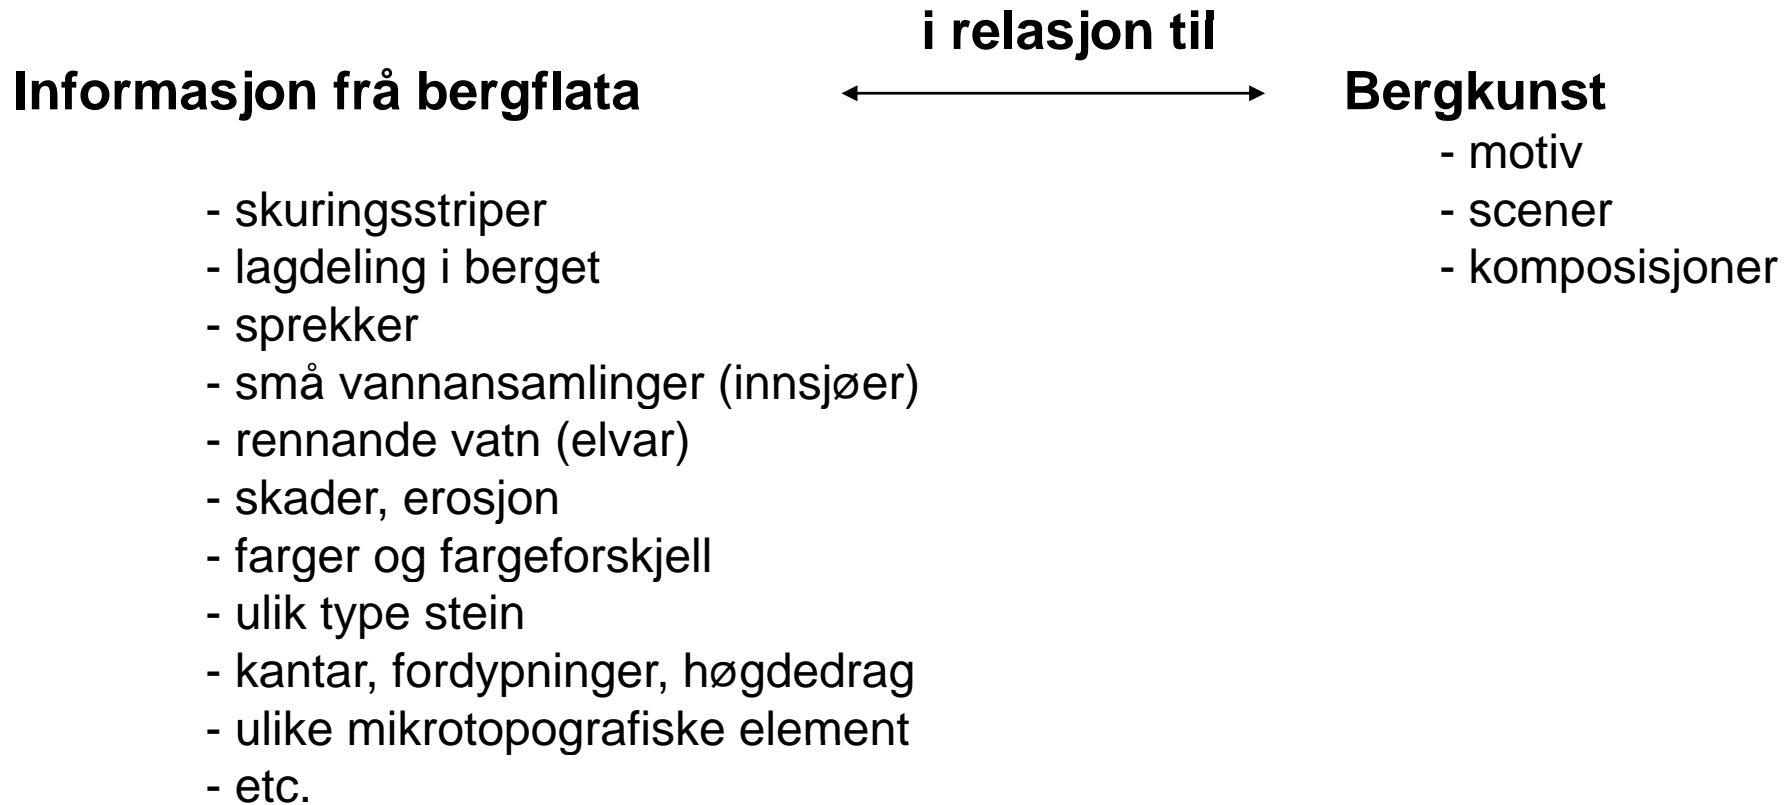 i relasjon til
Informasjon frå bergflata
- skuringsstriper
- lagdeling i berget
- sprekker
- små vannansamlinger (innsjøer)
- rennande vatn (elvar)
- skader, erosjon
- farger og fargeforskjell
- ulik type stein
- kantar, fordypninger, høgdedrag
- ulike mikrotopografiske element
- etc.
Bergkunst
- motiv
- scener
- komposisjoner